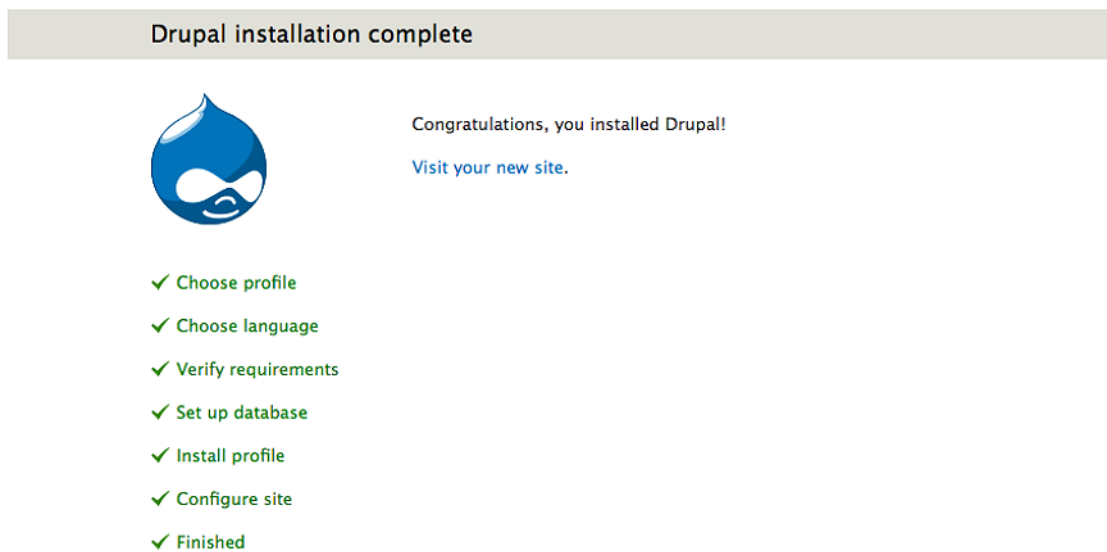 Drupal installation complete
Congratulations, you installed Drupal!
Visit your new site.
Choose profile
Choose language
Verify requirements
Set up database
Install profile
Configure site
Finished